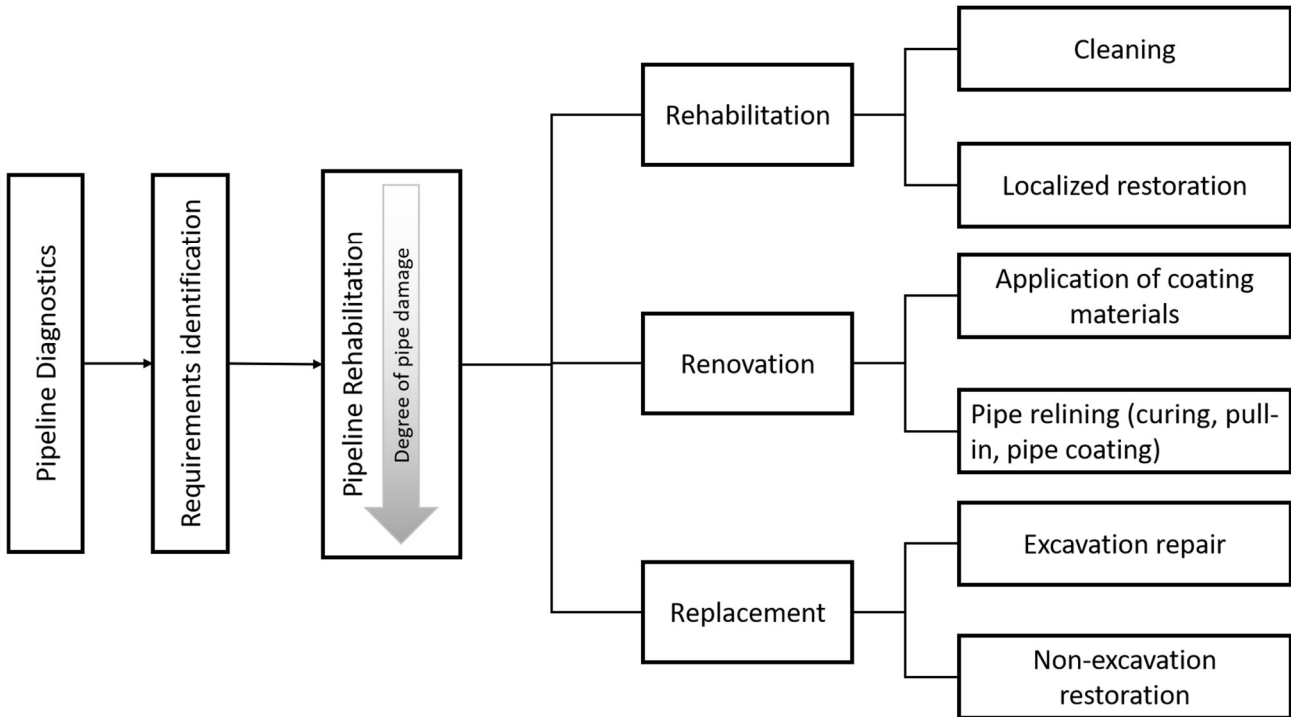 Pipeline Diagnostics
Requirements identification
Pipeline Rehabilitation
Degree of pipe damage
Rehabilitation
Cleaning
Localized restoration
Renovation
Application of coating
materials
Pipe relining (curing, pull-
in, pipe coating)
Replacement
Excavation repair
Non-excavation
restoration